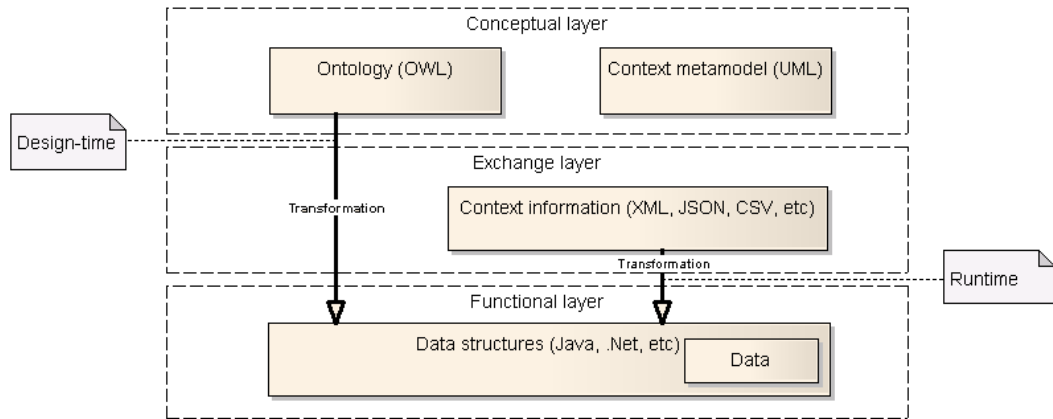 Conceptual layer
Ontology (OWL)
Context metamodel (UML)
Design-time
Exchange layer
Transformation
Context information (XML, JSON, CSV, etc)
Transformation
Runtime
Functional layer
Data structures (Java, .Net, etc)
Data